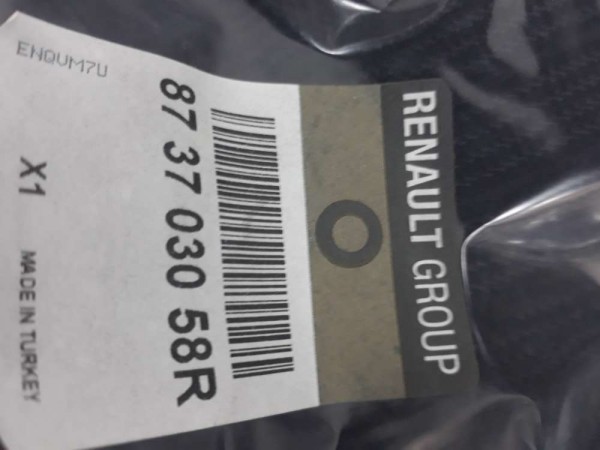 RENAULT GROUP
87 37 030 58R
X1 MADE IN TURKEY
ENQUM7U